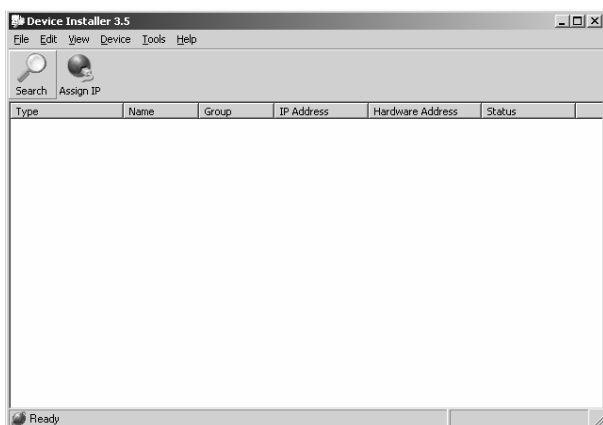 Device Installer 3.5
File Edit View Device Tools Help
Search Assign IP
Type Name Group IP Address Hardware Address Status
Ready